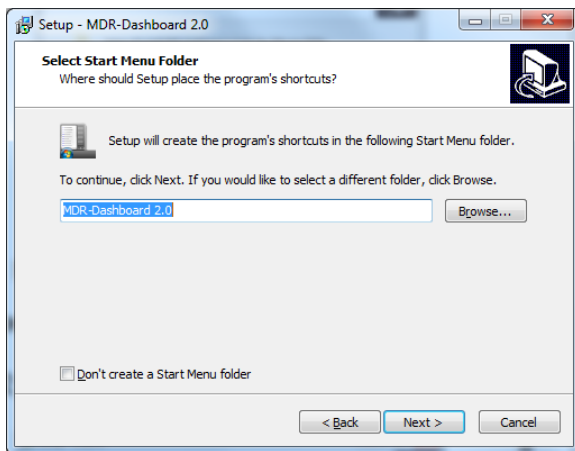 Setup - MDR-Dashboard 2.0
Select Start Menu Folder
Where should Setup place the program's shortcuts?
Setup will create the program's shortcuts in the following Start Menu folder.
To continue, click Next. If you would like to select a different folder, click Browse.
MDR-Dashboard 2.0
Browse...
Don't create a Start Menu folder
< Back
Next >
Cancel